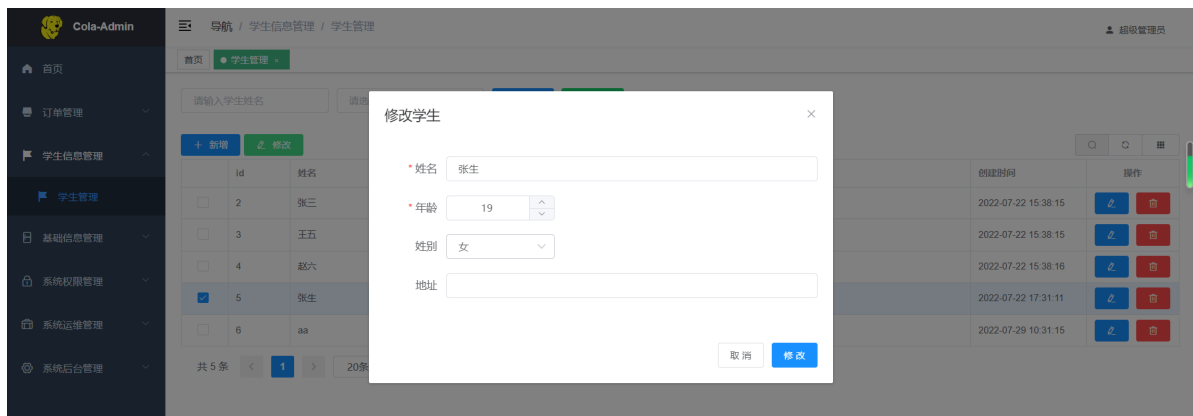 Cola-Admin
导航 / 学生信息管理 / 学生管理
超级管理员
首页
首页
学生管理 ×
请输入学生姓名
请选
订单管理
修改学生
+ 新增
修改
学生信息管理
id
姓名
创建时间
操作
* 姓名
张生
学生管理
2
张三
2022-07-22 15:38:15
* 年龄
19
基础信息管理
3
王五
2022-07-22 15:38:15
姓别
女
4
赵六
2022-07-22 15:38:16
系统权限管理
地址
5
张生
2022-07-22 17:31:11
系统运维管理
6
aa
2022-07-29 10:31:15
取 消
修 改
共 5 条
1
20条
系统后台管理